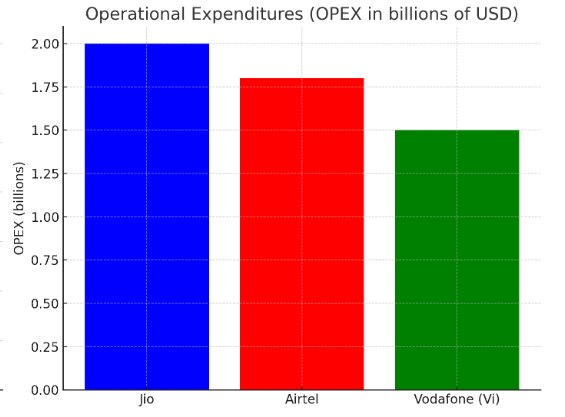 Operational Expenditures (OPEX in billions of USD)
OPEX (billions)
2.00
1.75
1.50
1.25
1.00
0.75
0.50
0.25
0.00
Jio
Airtel
Vodafone (Vi)